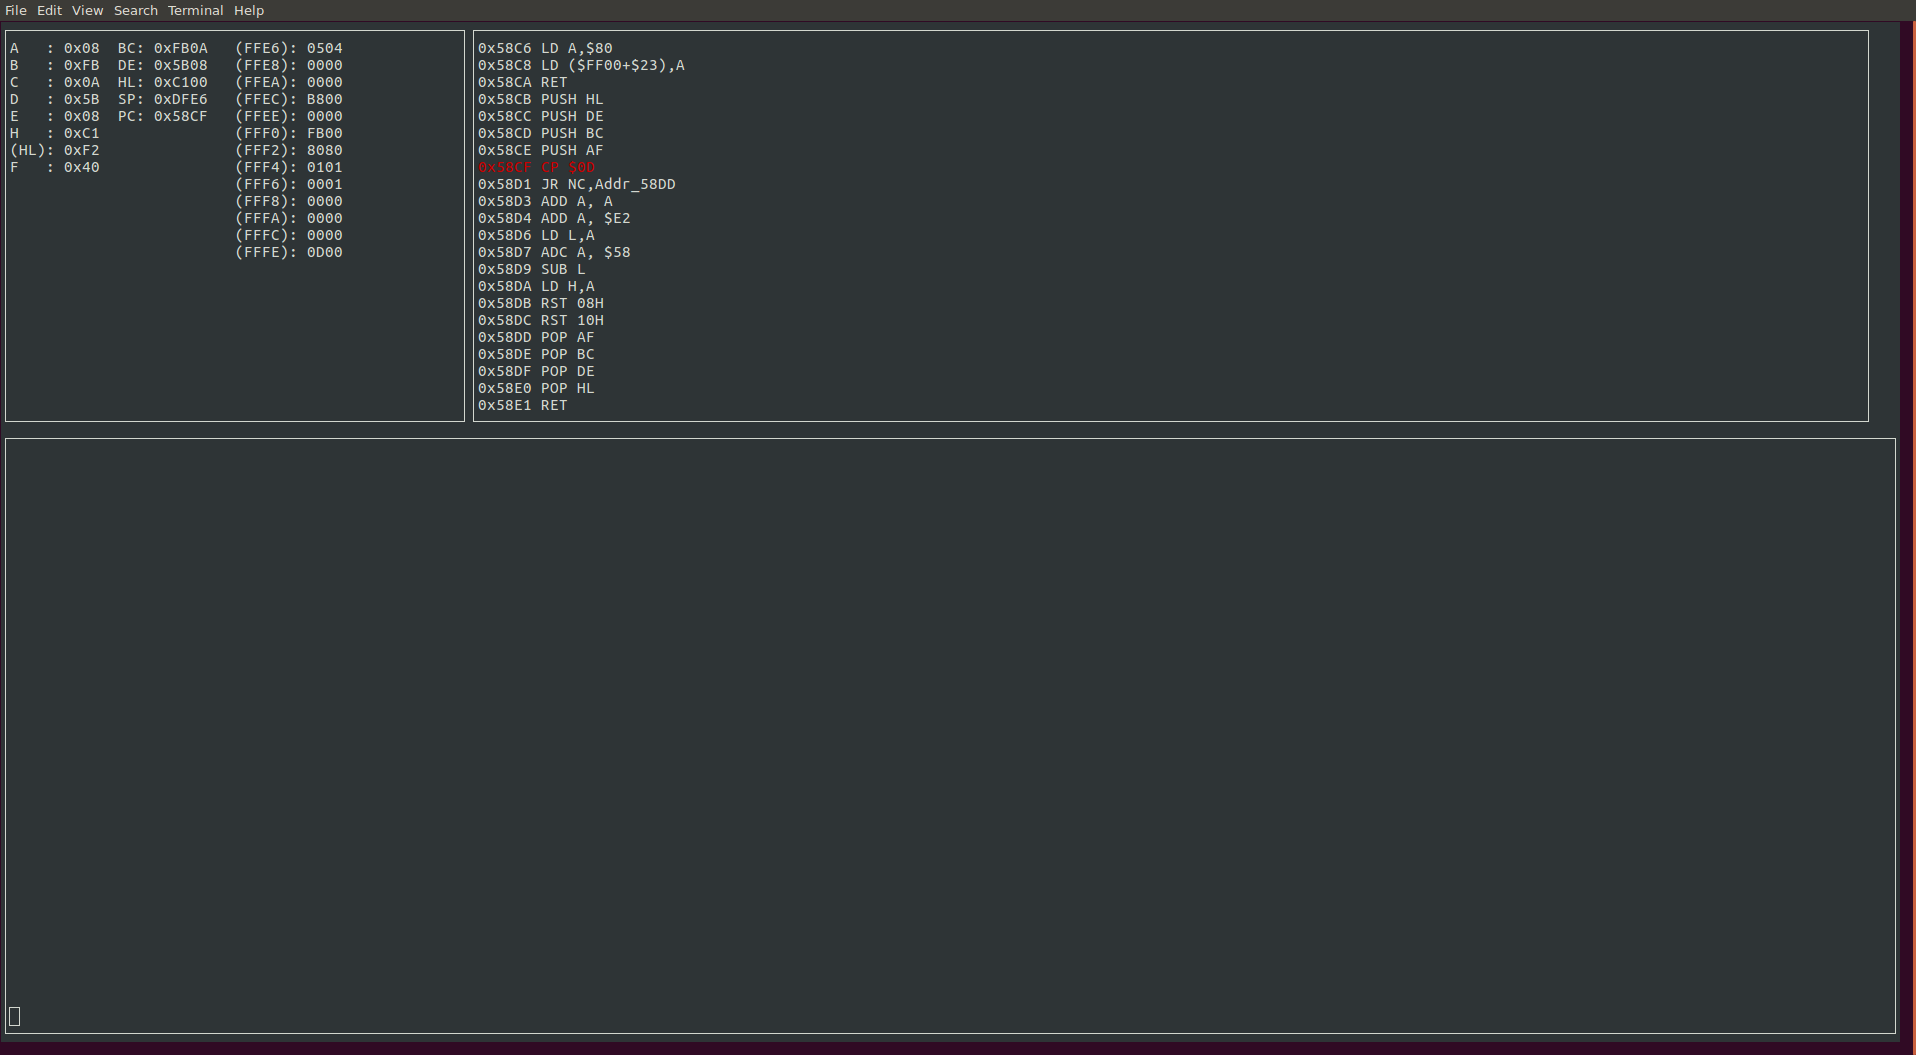 File Edit View Search Terminal Help
A   : 0x08  BC: 0xFB0A   (FFE6): 0504
B   : 0xFB  DE: 0x5B08   (FFE8): 0000
C   : 0x0A  HL: 0xC100   (FFEA): 0000
D   : 0x5B  SP: 0xDFE6   (FFEC): B800
E   : 0x08  PC: 0x58CF   (FFEE): 0000
H   : 0xC1               (FFF0): FB00
(HL): 0xF2               (FFF2): 8080
F   : 0x40               (FFF4): 0101
(FFF6): 0001
(FFF8): 0000
(FFFA): 0000
(FFFC): 0000
(FFFE): 0D00
0x58C6 LD A,$80
0x58C8 LD ($FF00+$23),A
0x58CA RET
0x58CB PUSH HL
0x58CC PUSH DE
0x58CD PUSH BC
0x58CE PUSH AF
0x58CF CP $0D
0x58D1 JR NC,Addr_58DD
0x58D3 ADD A, A
0x58D4 ADD A, $E2
0x58D6 LD L,A
0x58D7 ADC A, $58
0x58D9 SUB L
0x58DA LD H,A
0x58DB RST 08H
0x58DC RST 10H
0x58DD POP AF
0x58DE POP BC
0x58DF POP DE
0x58E0 POP HL
0x58E1 RET